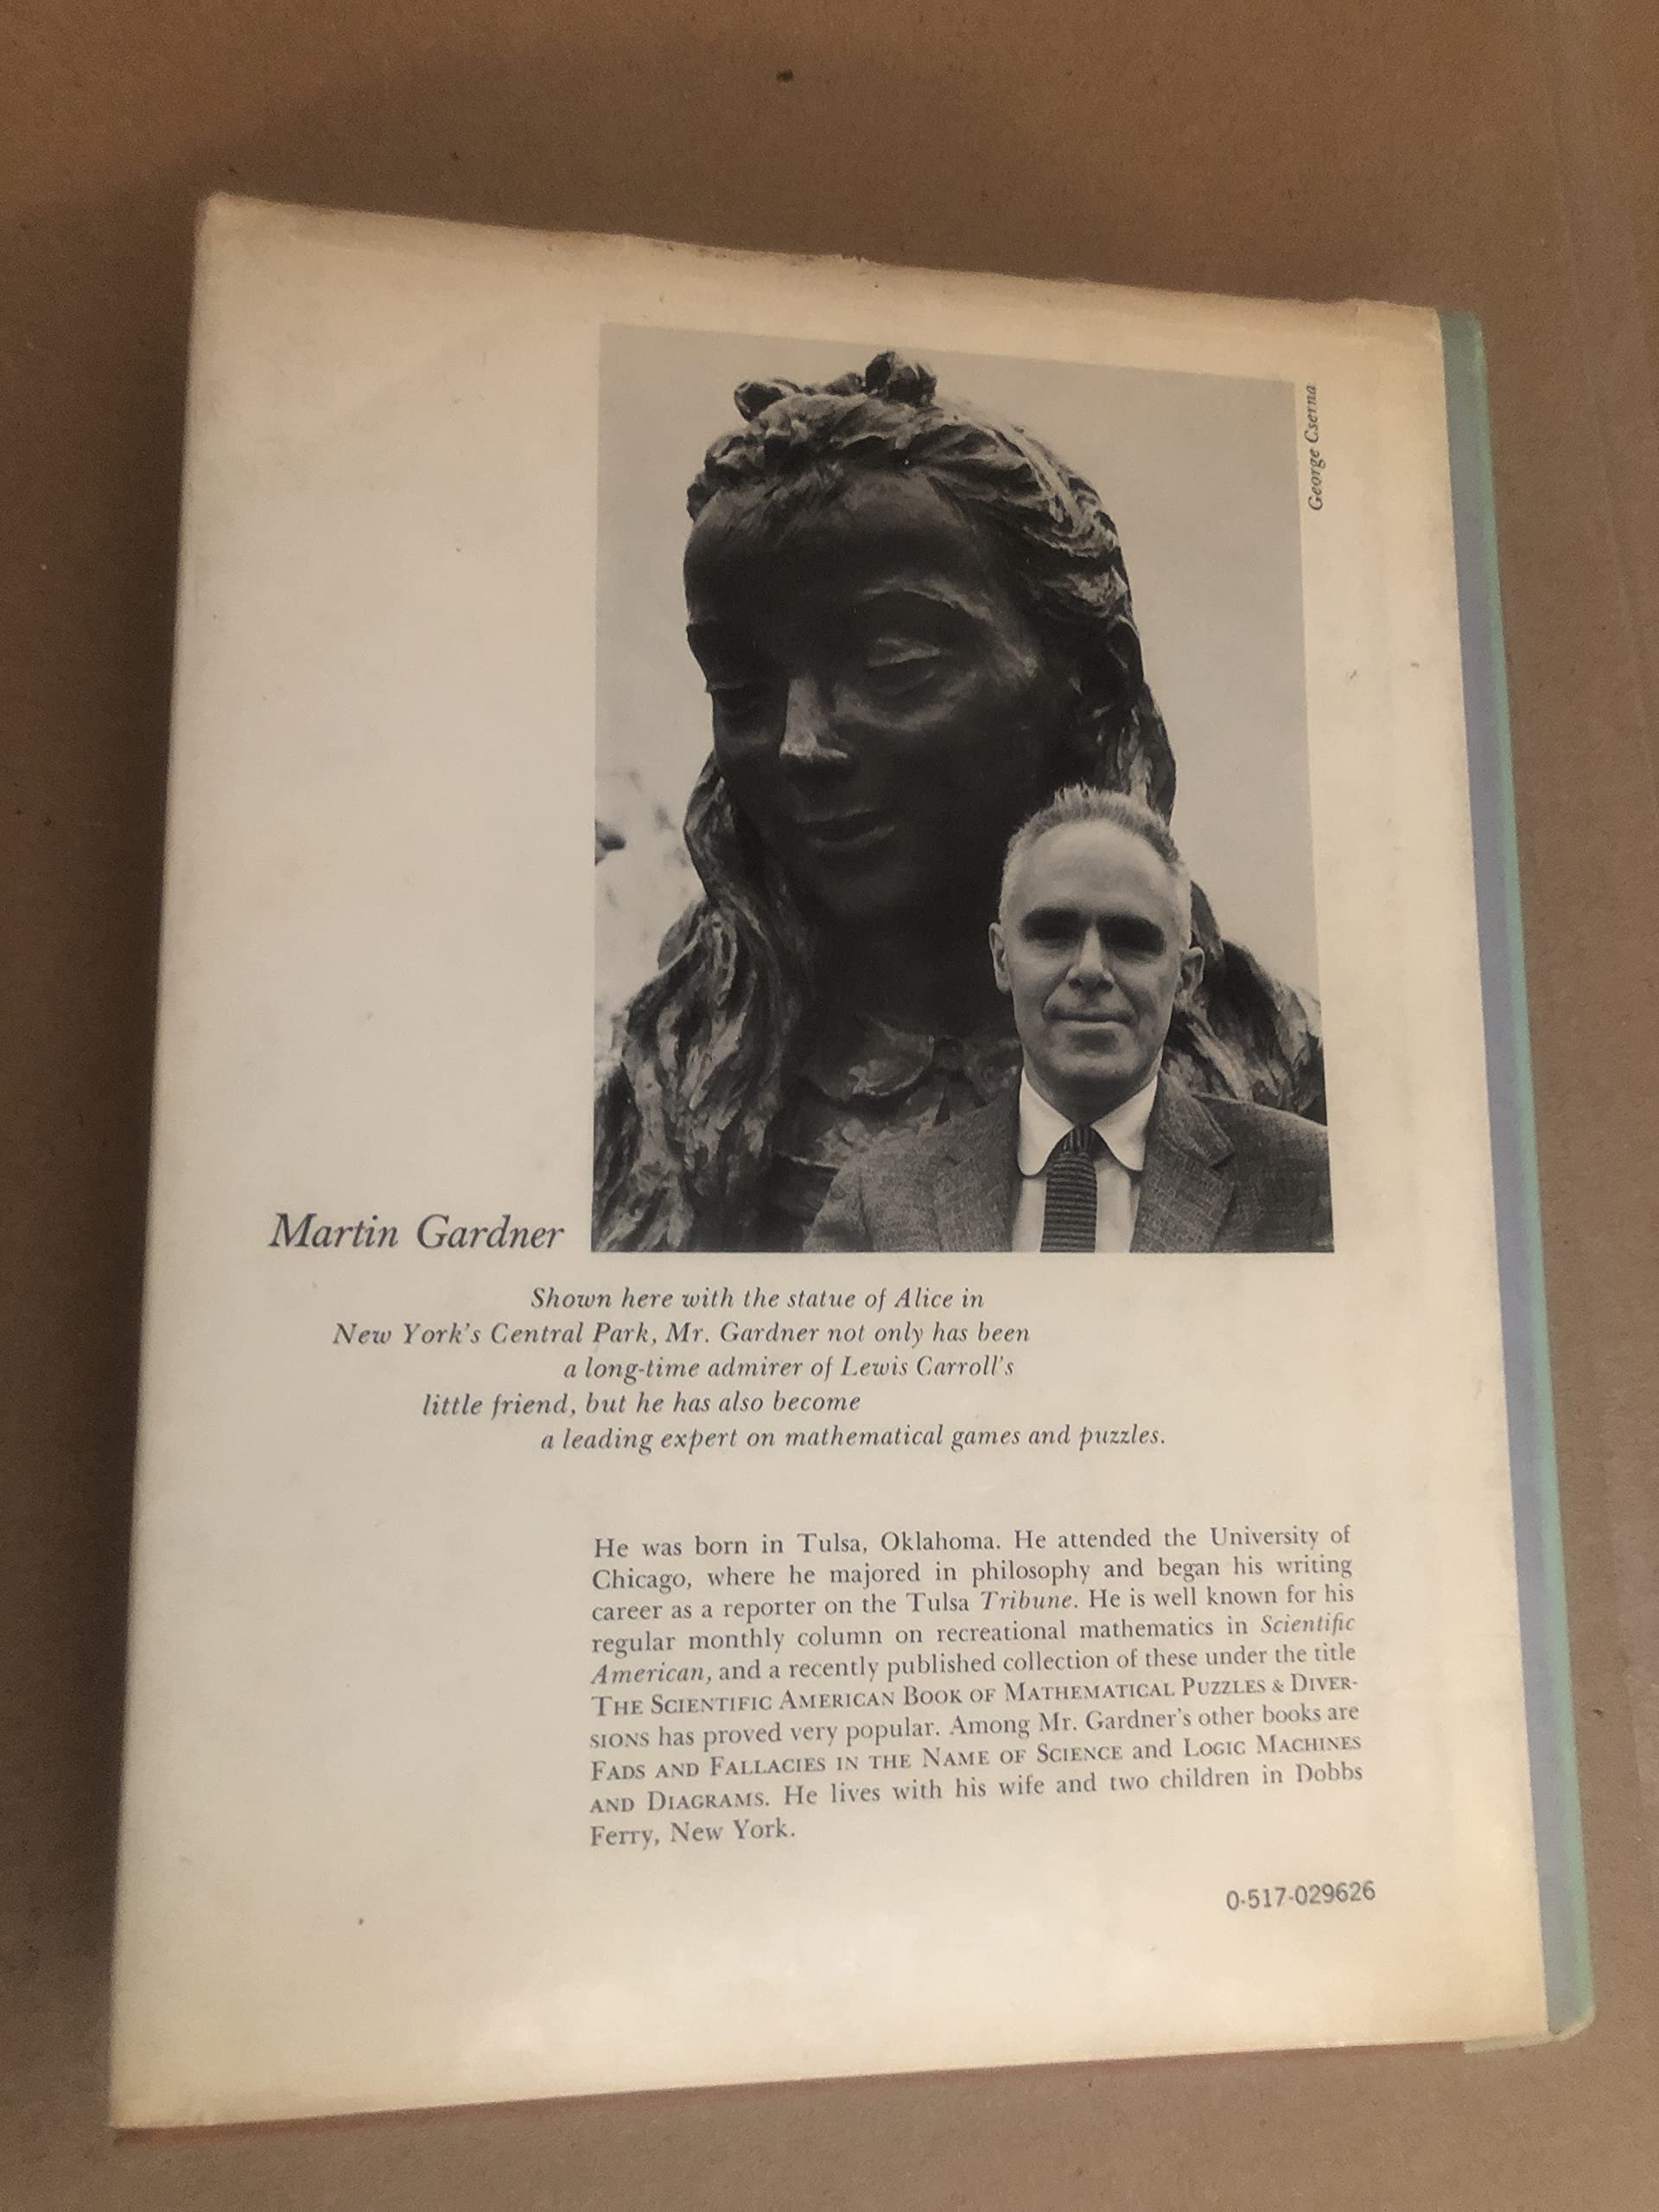 George Cserna
Martin Gardner
Shown here with the statue of Alice in
New York's Central Park, Mr. Gardner not only has been
a long-time admirer of Lewis Carroll's
little friend, but he has also become
a leading expert on mathematical games and puzzles.
He was born in Tulsa, Oklahoma. He attended the University of
Chicago, where he majored in philosophy and began his writing
career as a reporter on the Tulsa Tribune. He is well known for his
regular monthly column on recreational mathematics in Scientific
American, and a recently published collection of these under the title
THE SCIENTIFIC AMERICAN BOOK OF MATHEMATICAL PUZZLES & DIVER-
SIONS has proved very popular. Among Mr. Gardner's other books are
FADS AND FALLACIES IN THE NAME OF SCIENCE and LOGIC MACHINES
AND DIAGRAMS. He lives with his wife and two children in Dobbs
Ferry, New York.
0-517-029626